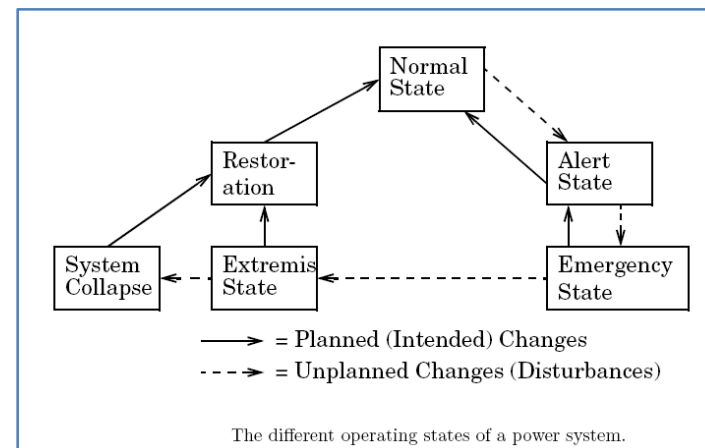 Normal
State
Restor-
ation
Alert
State
System
Collapse
Extremis
State
Emergency
State
= Planned (Intended) Changes
= Unplanned Changes (Disturbances)
The different operating states of a power system.